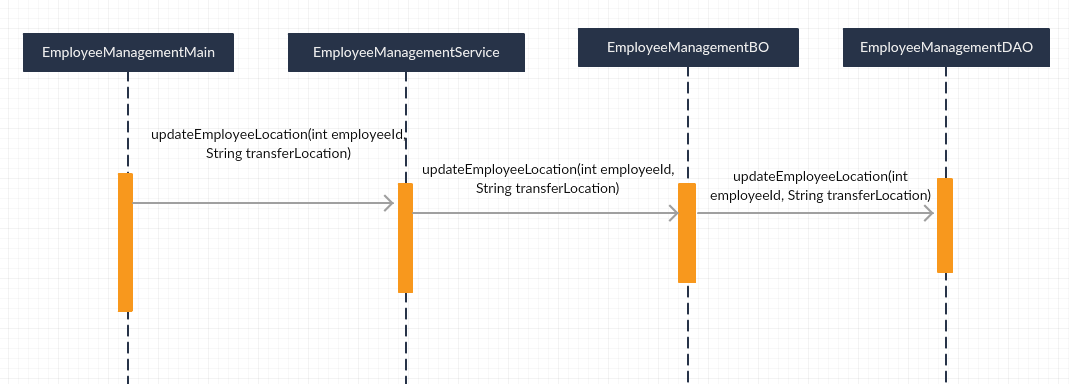 EmployeeManagementMain
EmployeeManagementService
EmployeeManagementBO
EmployeeManagementDAO
updateEmployeeLocation(int employeeId,
String transferLocation)
updateEmployeeLocation(int employeeId,
String transferLocation)
updateEmployeeLocation(int
employeeId, String transferLocation)